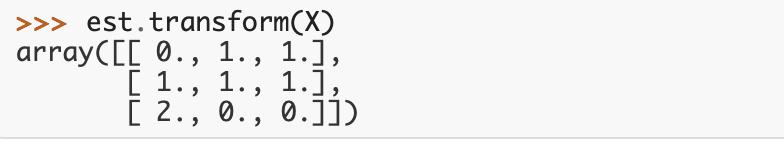 >>> est.transform(X)
array([[ 0., 1., 1.],
       [ 1., 1., 1.],
       [ 2., 0., 0.]])